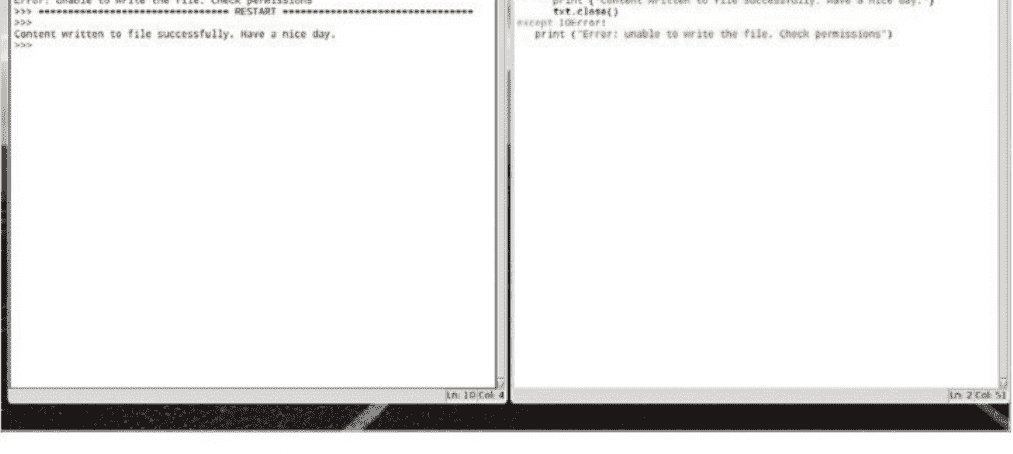 Error: unable to write the file. Check permissions
>>> ================================ RESTART ================================
>>>
Content written to file successfully. Have a nice day.
>>>
Ln: 10 Col: 4
print ("Content written to file successfully. Have a nice day.")
txt.close()
except IOError:
print ("Error: unable to write the file. Check permissions")
Ln: 2 Col: 51